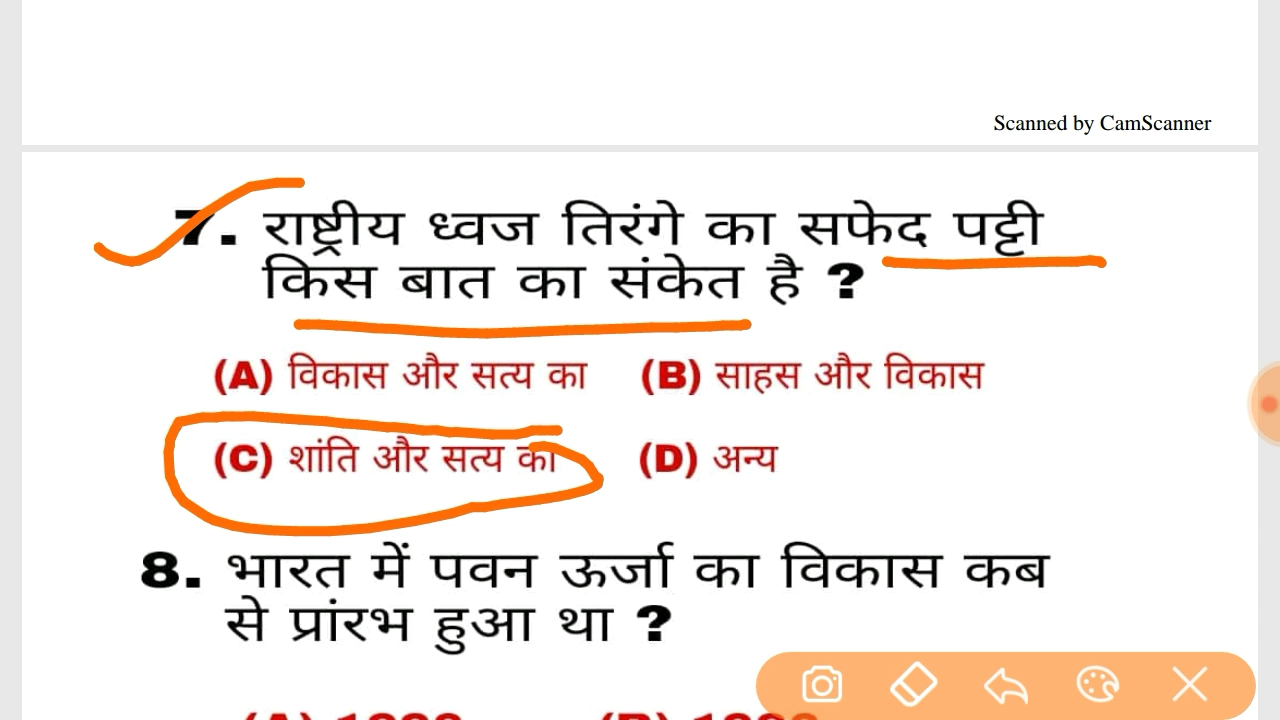 Scanned by CamScanner
7. राष्ट्रीय ध्वज तिरंगे का सफेद पट्टी
किस बात का संकेत है ?
(A) विकास और सत्य का (B) साहस और विकास
(C) शांति और सत्य का (D) अन्य
8. भारत में पवन ऊर्जा का विकास कब
से प्रांरभ हुआ था ?